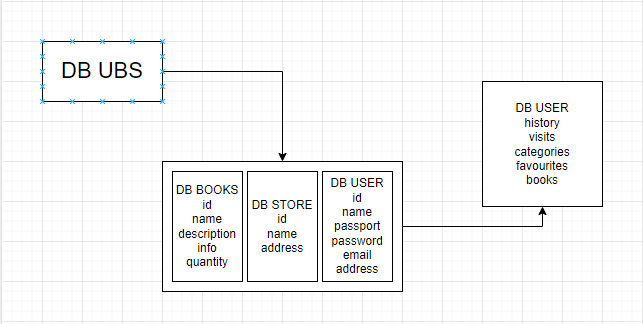 DB UBS
DB BOOKS
id
name
description
info
quantity
DB STORE
id
name
address
DB USER
id
name
passport
password
email
address
DB USER
history
visits
categories
favourites
books